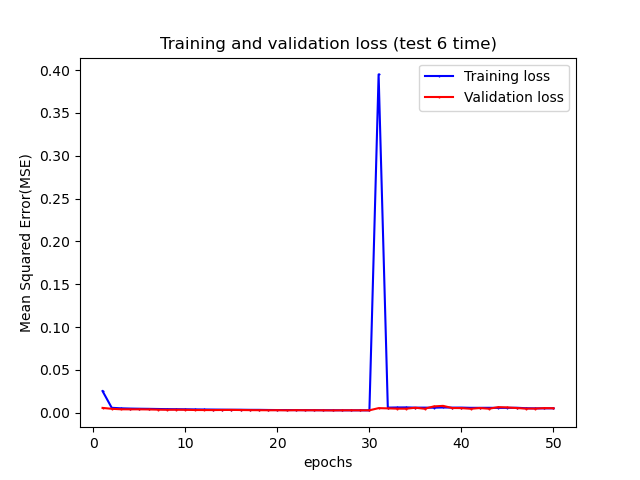 Training and validation loss (test 6 time)
Training loss
Validation loss
Mean Squared Error(MSE)
0.40
0.35
0.30
0.25
0.20
0.15
0.10
0.05
0.00
0 10 20 30 40 50
epochs